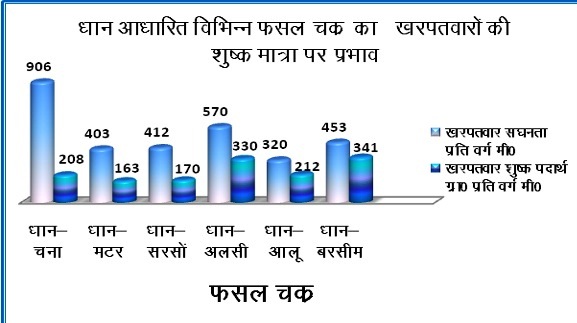 धान आधारित विभिन्न फसल चक्र का खरपतवारों की
शुष्क मात्रा पर प्रभाव
906
208
403
163
412
170
570
330
320
212
453
341
खरपतवार सघनता
प्रति वर्ग मी0
खरपतवार शुष्क पदार्थ
ग्रा0 प्रति वर्ग मी0
धान– धान– धान– धान– धान– धान–
चना मटर सरसों अलसी आलू बरसीम
फसल चक्र